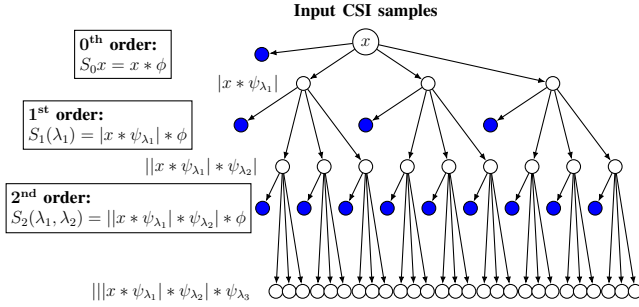 Input CSI samples
0th order:
S₀x = x ∗ ϕ
x
|x ∗ ψλ₁|
1st order:
S₁(λ₁) = |x ∗ ψλ₁| ∗ ϕ
||x ∗ ψλ₁| ∗ ψλ₂|
2nd order:
S₂(λ₁, λ₂) = ||x ∗ ψλ₁| ∗ ψλ₂| ∗ ϕ
|||x ∗ ψλ₁| ∗ ψλ₂| ∗ ψλ₃